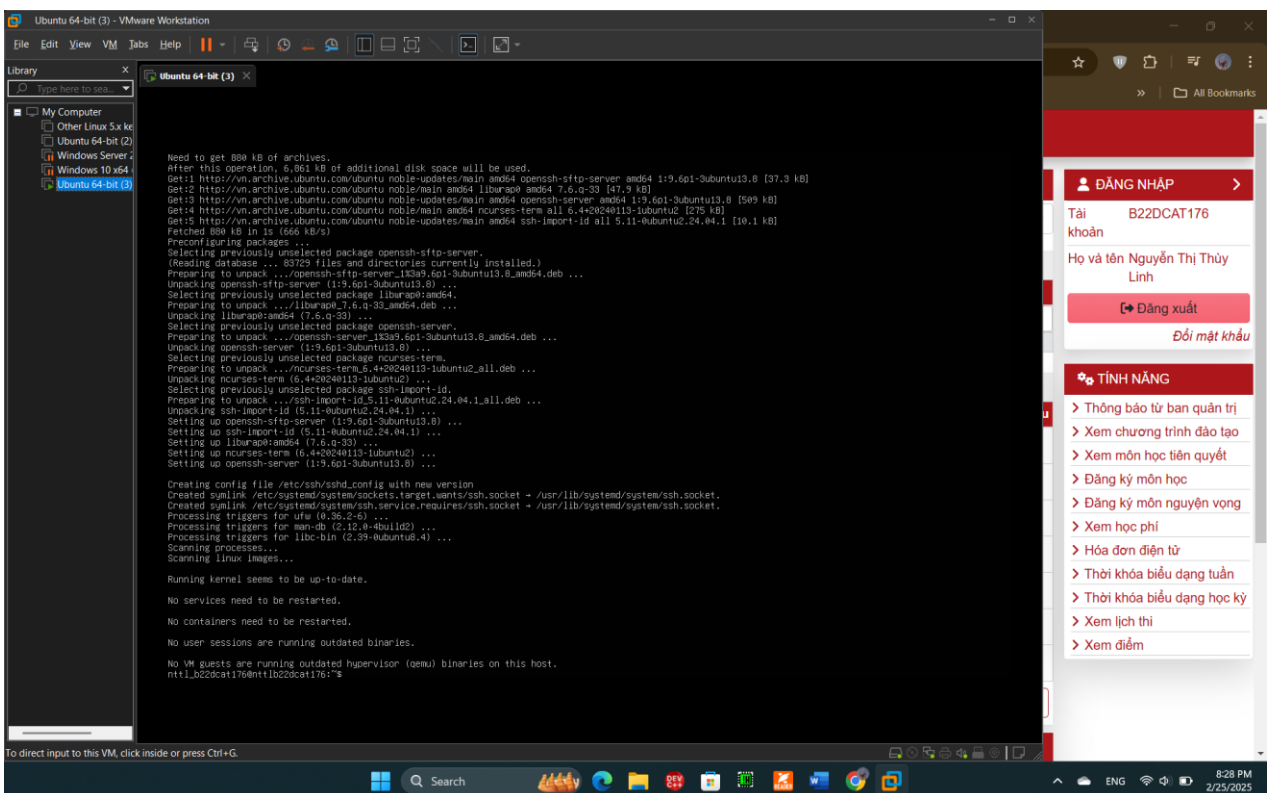 Ubuntu 64-bit (3) - VMware Workstation
File Edit View VM Tabs Help
Library
Type here to sea...
My Computer
Other Linux 5.x ke
Ubuntu 64-bit (2)
Windows Server 2
Windows 10 x64
Ubuntu 64-bit (3)
Ubuntu 64-bit (3)
Need to get 880 kB of archives.
After this operation, 6,861 kB of additional disk space will be used.
Get:1 http://vn.archive.ubuntu.com/ubuntu noble-updates/main amd64 openssh-sftp-server amd64 1:9.6p1-3ubuntu13.8 [37.3 kB]
Get:2 http://vn.archive.ubuntu.com/ubuntu noble/main amd64 libwrap0 amd64 7.6.q-33 [47.9 kB]
Get:3 http://vn.archive.ubuntu.com/ubuntu noble-updates/main amd64 openssh-server amd64 1:9.6p1-3ubuntu13.8 [509 kB]
Get:4 http://vn.archive.ubuntu.com/ubuntu noble/main amd64 ncurses-term all 6.4+20240113-1ubuntu2 [275 kB]
Get:5 http://vn.archive.ubuntu.com/ubuntu noble-updates/main amd64 ssh-import-id all 5.11-0ubuntu2.24.04.1 [10.1 kB]
Fetched 880 kB in 1s (666 kB/s)
Preconfiguring packages ...
Selecting previously unselected package openssh-sftp-server.
(Reading database ... 83729 files and directories currently installed.)
Preparing to unpack .../openssh-sftp-server_1%3a9.6p1-3ubuntu13.8_amd64.deb ...
Unpacking openssh-sftp-server (1:9.6p1-3ubuntu13.8) ...
Selecting previously unselected package libwrap0:amd64.
Preparing to unpack .../libwrap0_7.6.q-33_amd64.deb ...
Unpacking libwrap0:amd64 (7.6.q-33) ...
Selecting previously unselected package openssh-server.
Preparing to unpack .../openssh-server_1%3a9.6p1-3ubuntu13.8_amd64.deb ...
Unpacking openssh-server (1:9.6p1-3ubuntu13.8) ...
Selecting previously unselected package ncurses-term.
Preparing to unpack .../ncurses-term_6.4+20240113-1ubuntu2_all.deb ...
Unpacking ncurses-term (6.4+20240113-1ubuntu2) ...
Selecting previously unselected package ssh-import-id.
Preparing to unpack .../ssh-import-id_5.11-0ubuntu2.24.04.1_all.deb ...
Unpacking ssh-import-id (5.11-0ubuntu2.24.04.1) ...
Setting up openssh-sftp-server (1:9.6p1-3ubuntu13.8) ...
Setting up ssh-import-id (5.11-0ubuntu2.24.04.1) ...
Setting up libwrap0:amd64 (7.6.q-33) ...
Setting up ncurses-term (6.4+20240113-1ubuntu2) ...
Setting up openssh-server (1:9.6p1-3ubuntu13.8) ...
Creating config file /etc/ssh/sshd_config with new version
Created symlink /etc/systemd/system/sockets.target.wants/ssh.socket → /usr/lib/systemd/system/ssh.socket.
Created symlink /etc/systemd/system/ssh.service.requires/ssh.socket → /usr/lib/systemd/system/ssh.socket.
Processing triggers for ufw (0.36.2-6) ...
Processing triggers for man-db (2.12.0-4build2) ...
Processing triggers for libc-bin (2.39-0ubuntu8.4) ...
Scanning processes...
Scanning linux images...
Running kernel seems to be up-to-date.
No services need to be restarted.
No containers need to be restarted.
No user sessions are running outdated binaries.
No VM guests are running outdated hypervisor (qemu) binaries on this host.
nttl_b22dcat176@nttlb22dcat176:~$
To direct input to this VM, click inside or press Ctrl+G.
All Bookmarks
ĐĂNG NHẬP
Tài khoản B22DCAT176
Họ và tên Nguyễn Thị Thùy Linh
Đăng xuất
Đổi mật khẩu
TÍNH NĂNG
Thông báo từ ban quản trị
Xem chương trình đào tạo
Xem môn học tiên quyết
Đăng ký môn học
Đăng ký môn nguyện vọng
Xem học phí
Hóa đơn điện tử
Thời khóa biểu dạng tuần
Thời khóa biểu dạng học kỳ
Xem lịch thi
Xem điểm
Search
ENG
8:28 PM
2/25/2025